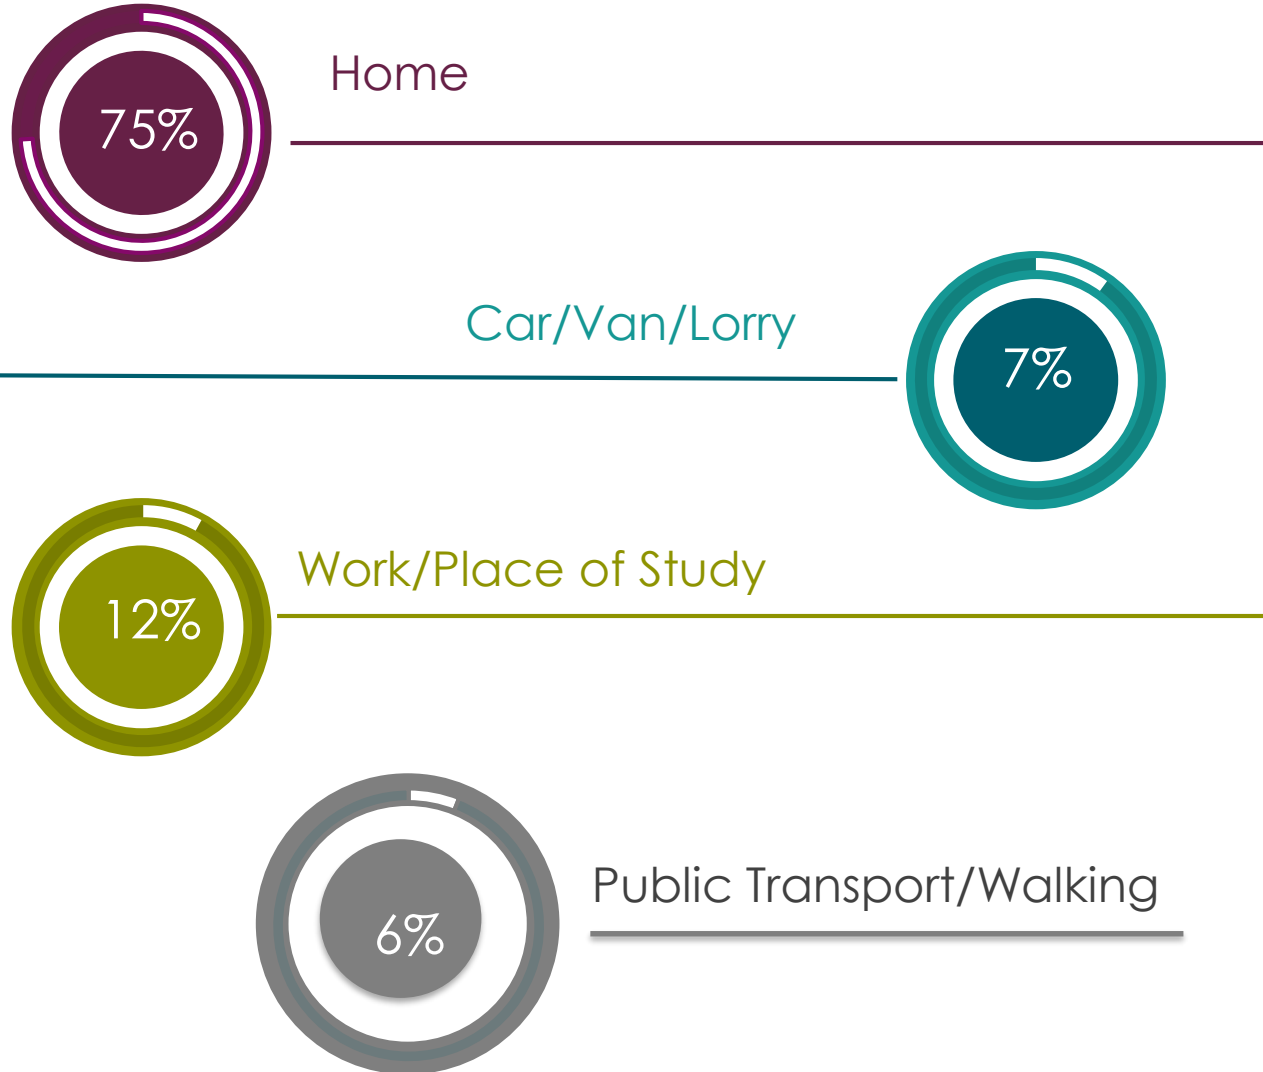 Home
75%
Car/Van/Lorry
7%
Work/Place of Study
12%
Public Transport/Walking
6%